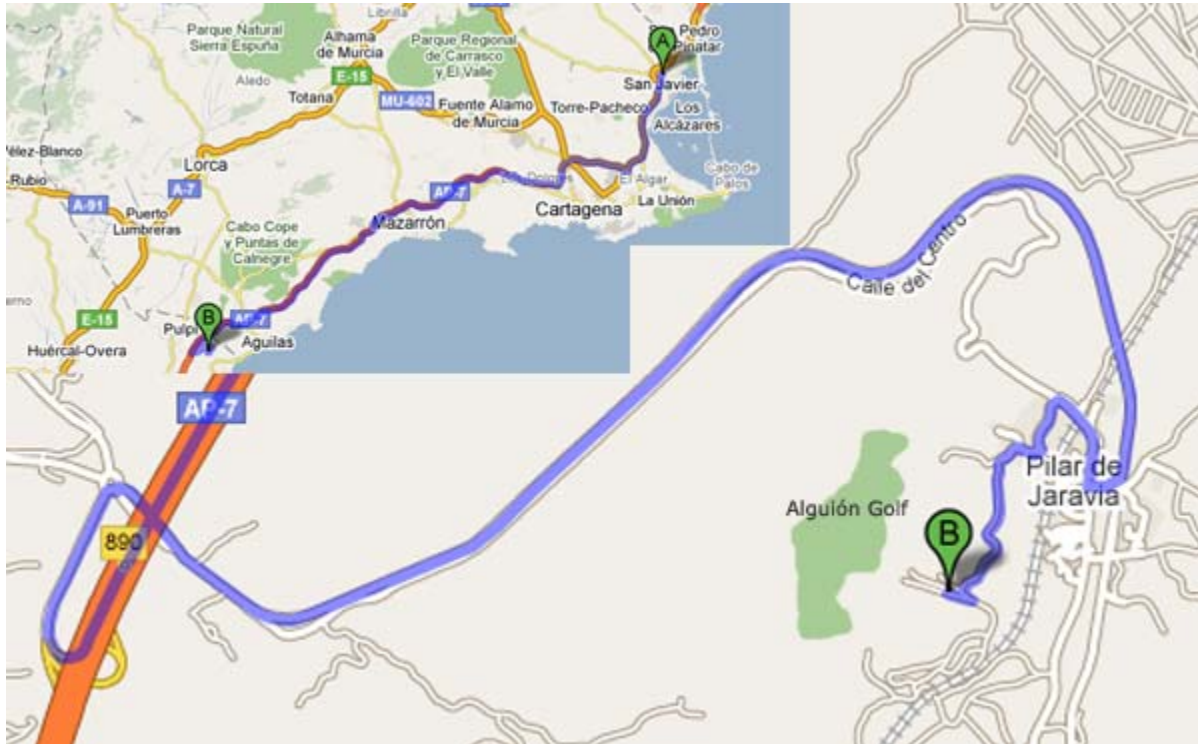 Parque Natural
Sierra Espuña
Librilla
Alhama
de Murcia
Parque Regional
de Carrasco
y El Valle
Pedro
Pinatar
A
San Javier
E-15
Aledo
Totana
MU-602
Fuente Alamo
de Murcia
Torre-Pacheco
Los
Alcázares
Vélez-Blanco
Lorca
-Rubio
A-91
A-7
Puerto
Lumbreras
AP-7
El Algar
Cabo de
Palos
La Unión
Cartagena
Mazarrón
Cabo Cope
y Puntas de
Calnegre
E-15
Pulpí
B
AP-7
Aguilas
Huércal-Overa
AP-7
Calle del Centro
890
Pilar de
Jaravia
Alguión Golf
B